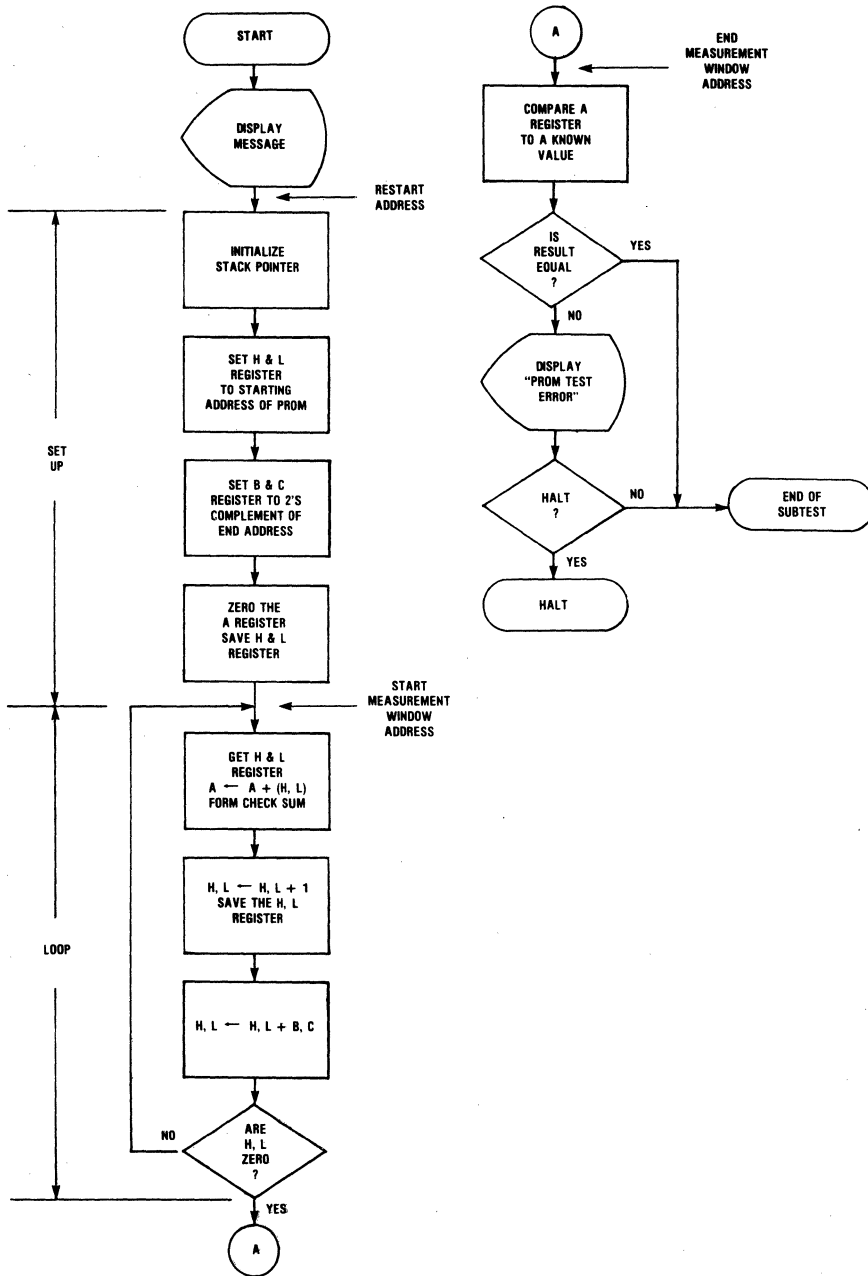 START
DISPLAY
MESSAGE
RESTART
ADDRESS
INITIALIZE
STACK POINTER
SET H & L
REGISTER
TO STARTING
ADDRESS OF PROM
SET
UP
SET B & C
REGISTER TO 2'S
COMPLEMENT OF
END ADDRESS
ZERO THE
A REGISTER
SAVE H & L
REGISTER
START
MEASUREMENT
WINDOW
ADDRESS
GET H & L
REGISTER
A ← A + (H, L)
FORM CHECK SUM
H, L ← H, L + 1
SAVE THE H, L
REGISTER
LOOP
H, L ← H, L + B, C
NO
ARE
H, L
ZERO
?
YES
A
A
END
MEASUREMENT
WINDOW
ADDRESS
COMPARE A
REGISTER
TO A KNOWN
VALUE
IS
RESULT
EQUAL
?
YES
NO
DISPLAY
"PROM TEST
ERROR"
HALT
?
NO
END OF
SUBTEST
YES
HALT